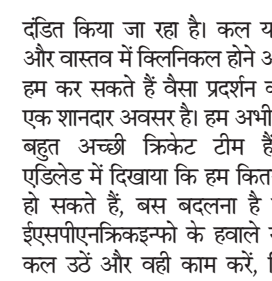 दंडित किया जा रहा है। कल
और वास्तव में क्लिनिकल होने
हम कर सकते हैं वैसा प्रदर्शन
एक शानदार अवसर है। हम अभी
बहुत अच्छी क्रिकेट टीम हैं
एडिलेड में दिखाया कि हम
हो सकते हैं, बस बदलना है
ईएसपीएनक्रिकइन्फो के हवाले
कल उठें और वही काम करें,